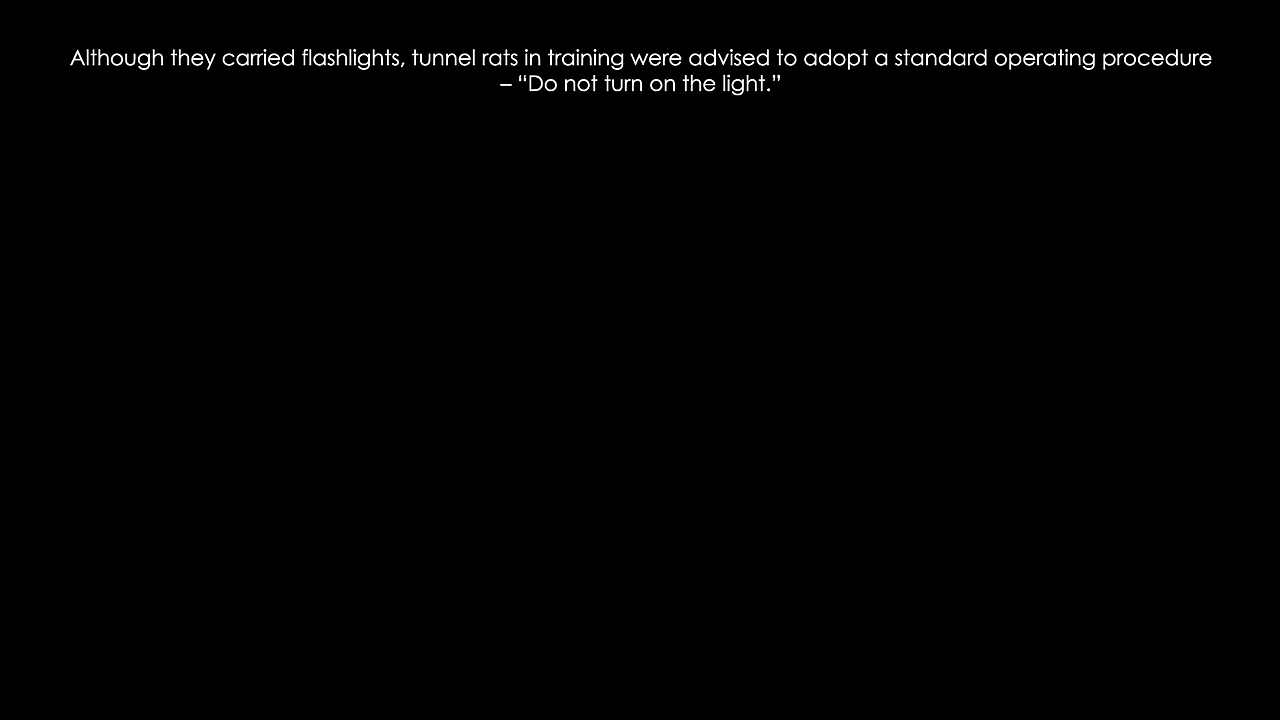 Although they carried flashlights, tunnel rats in training were advised to adopt a standard operating procedure
– “Do not turn on the light.”